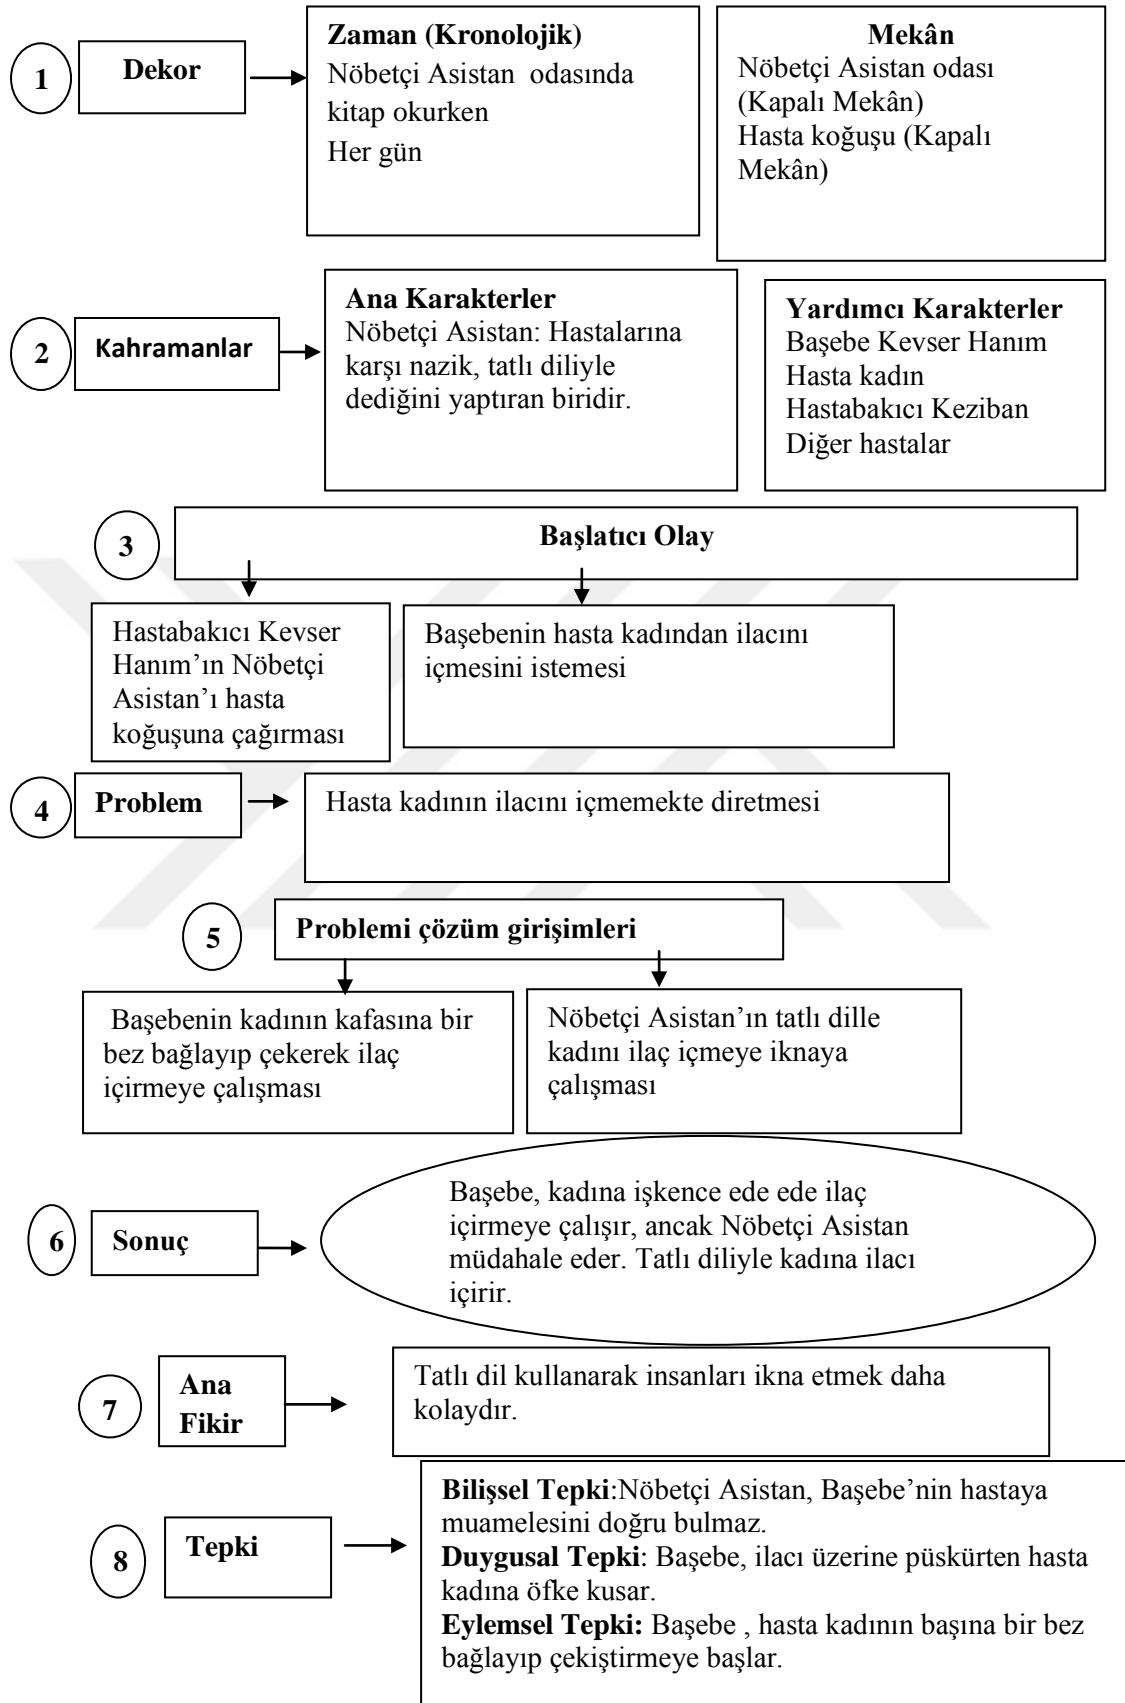 1
Dekor
Zaman (Kronolojik)
Nöbetçi Asistan odasında
kitap okurken
Her gün
Mekân
Nöbetçi Asistan odası
(Kapalı Mekân)
Hasta koğuşu (Kapalı
Mekân)
2
Kahramanlar
Ana Karakterler
Nöbetçi Asistan: Hastalarına
karşı nazik, tatlı diliyle
dediğini yaptıran biridir.
Yardımcı Karakterler
Başebe Kevser Hanım
Hasta kadın
Hastabakıcı Keziban
Diğer hastalar
3
Başlatıcı Olay
Hastabakıcı Kevser
Hanım’ın Nöbetçi
Asistan’ı hasta
koğuşuna çağırması
Başebenin hasta kadından ilacını
içmesini istemesi
4
Problem
Hasta kadının ilacını içmemekte diretmesi
5
Problemi çözüm girişimleri
Başebenin kadının kafasına bir
bez bağlayıp çekerek ilaç
içirmeye çalışması
Nöbetçi Asistan’ın tatlı dille
kadını ilaç içmeye iknaya
çalışması
6
Sonuç
Başebe, kadına işkence ede ede ilaç
içirmeye çalışır, ancak Nöbetçi Asistan
müdahale eder. Tatlı diliyle kadına ilacı
içirir.
7
Ana
Fikir
Tatlı dil kullanarak insanları ikna etmek daha
kolaydır.
8
Tepki
Bilişsel Tepki:Nöbetçi Asistan, Başebe’nin hastaya
muamelesini doğru bulmaz.
Duygusal Tepki: Başebe, ilacı üzerine püskürten hasta
kadına öfke kusar.
Eylemsel Tepki: Başebe , hasta kadının başına bir bez
bağlayıp çekiştirmeye başlar.